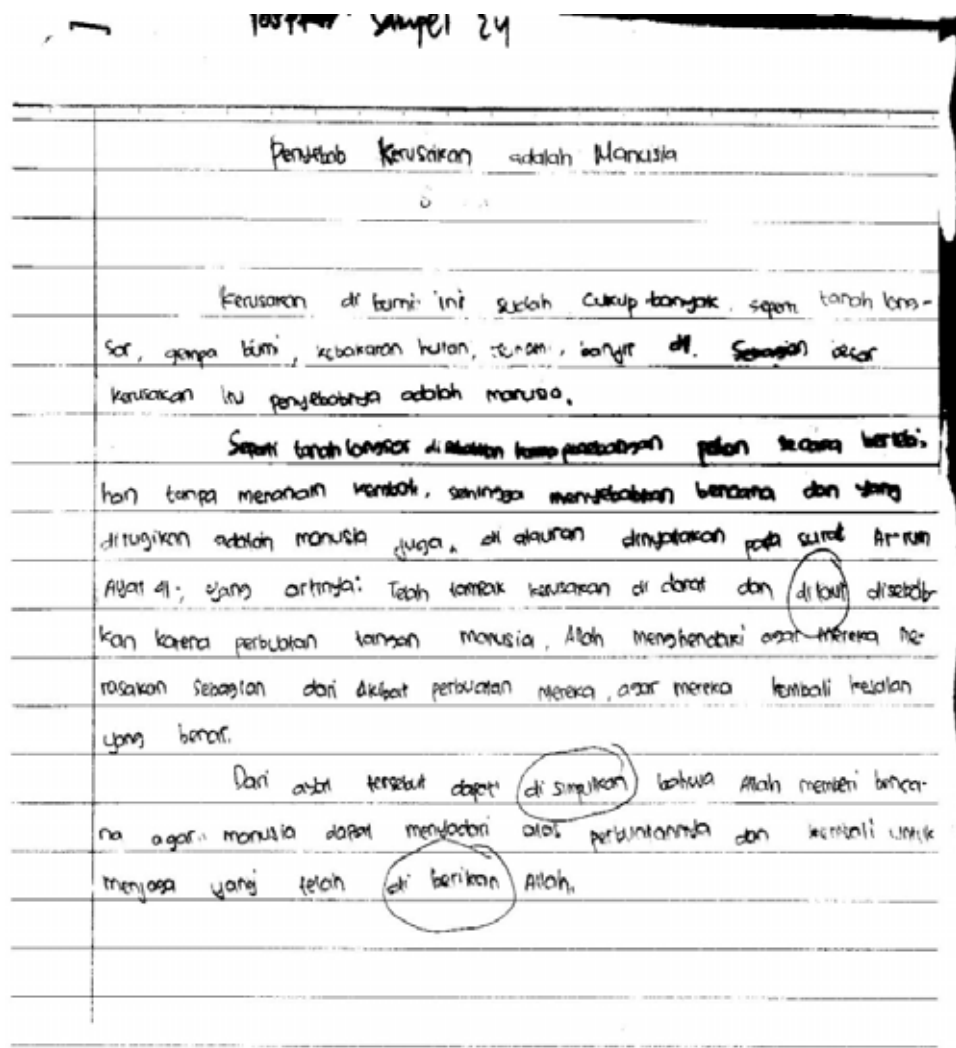 Sampel 24
Penyebab Kerusakan adalah Manusia
Kerusakan di bumi ini sudah cukup banyak. seperti tanah long-
sor, gempa bumi, kebakaran hutan, tsunami, banjir dll. Sebagian besar
kerusakan itu penyebabnya adalah manusia.
Seperti tanah longsor di sebabkan karena penebangan pohon secara berlebi-
han tanpa menanam kembali, sehingga menyebabkan bencana dan yang
dirugikan adalah manusia juga. di alquran dinyatakan pada surat Ar-rum
Ayat 41; yang artinya: Telah tampak kerusakan di darat dan di laut disebab-
kan karena perbuatan tangan manusia, Allah menghendaki agar mereka me-
rasakan sebagian dari Akibat perbuatan mereka, agar mereka kembali kejalan
yang benar.
Dari ayat tersebut dapat di simpulkan bahwa Allah memberi benca-
na agar manusia dapat menyadari atas dan kembali untuk
menjaga yang telah di berikan Allah.